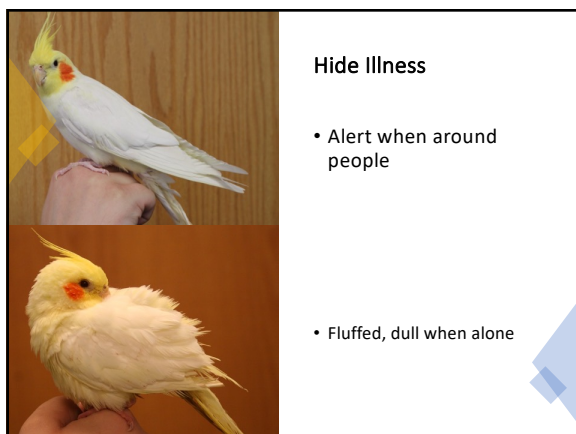 Hide Illness
• Alert when around
people
• Fluffed, dull when alone